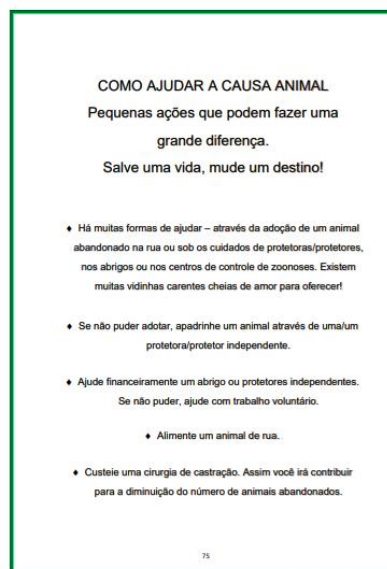 COMO AJUDAR A CAUSA ANIMAL
Pequenas ações que podem fazer uma
grande diferença.
Salve uma vida, mude um destino!
♦ Há muitas formas de ajudar – através da adoção de um animal
abandonado na rua ou sob os cuidados de protetoras/protetores,
nos abrigos ou nos centros de controle de zoonoses. Existem
muitas vidinhas carentes cheias de amor para oferecer!
♦ Se não puder adotar, apadrinhe um animal através de uma/um
protetora/protetor independente.
♦ Ajude financeiramente um abrigo ou protetores independentes.
Se não puder, ajude com trabalho voluntário.
♦ Alimente um animal de rua.
♦ Custeie uma cirurgia de castração. Assim você irá contribuir
para a diminuição do número de animais abandonados.
75